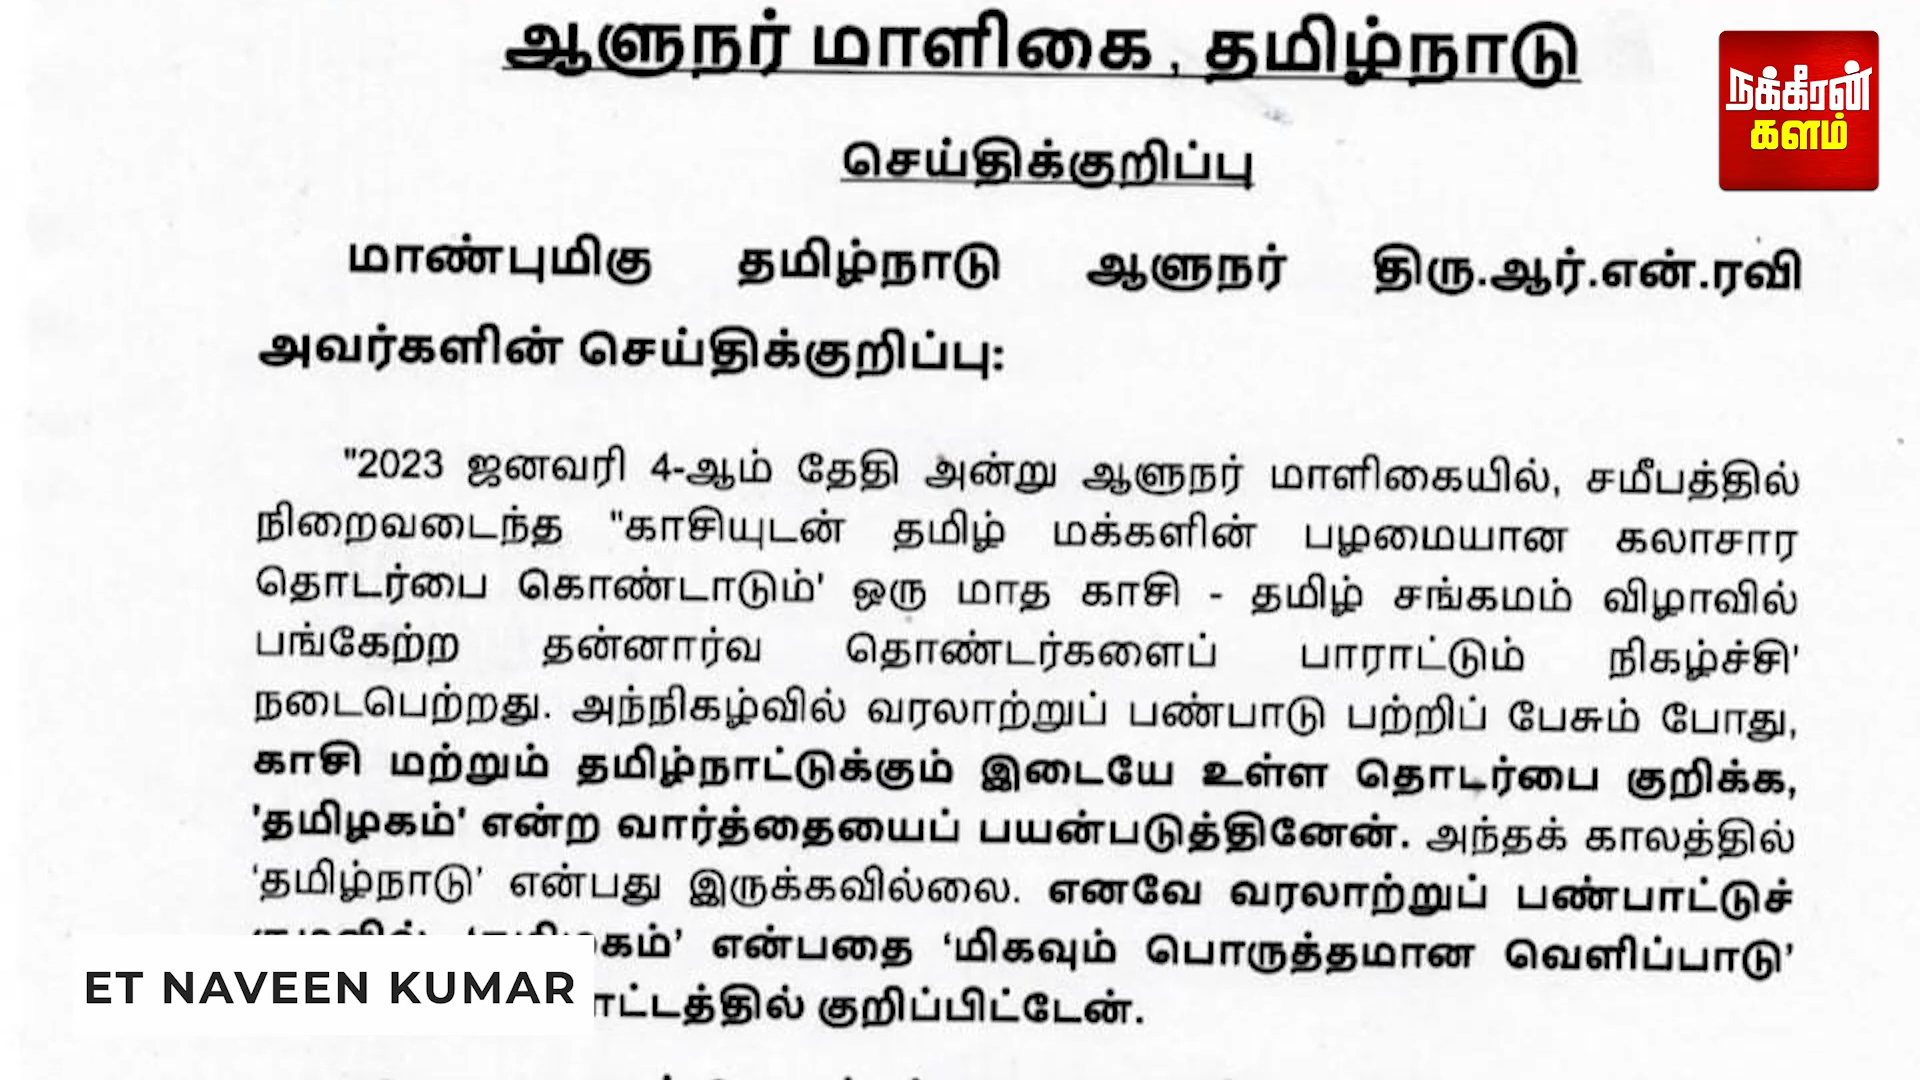 ஆளுநர் மாளிகை, தமிழ்நாடு
நக்கீரன்
களம்
செய்திக்குறிப்பு
மாண்புமிகு தமிழ்நாடு ஆளுநர் திரு.ஆர்.என்.ரவி
அவர்களின் செய்திக்குறிப்பு:
"2023 ஜனவரி 4-ஆம் தேதி அன்று ஆளுநர் மாளிகையில், சமீபத்தில்
நிறைவடைந்த "காசியுடன் தமிழ் மக்களின் பழமையான கலாசார
தொடர்பை கொண்டாடும்' ஒரு மாத காசி - தமிழ் சங்கமம் விழாவில்
பங்கேற்ற தன்னார்வ தொண்டர்களைப் பாராட்டும் நிகழ்ச்சி'
நடைபெற்றது. அந்நிகழ்வில் வரலாற்றுப் பண்பாடு பற்றிப் பேசும் போது,
காசி மற்றும் தமிழ்நாட்டுக்கும் இடையே உள்ள தொடர்பை குறிக்க,
'தமிழகம்' என்ற வார்த்தையைப் பயன்படுத்தினேன். அந்தக் காலத்தில்
‘தமிழ்நாடு’ என்பது இருக்கவில்லை. எனவே வரலாற்றுப் பண்பாட்டுச்
என்பதை ‘மிகவும் பொருத்தமான வெளிப்பாடு’
குறிப்பிட்டேன்.
ET NAVEEN KUMAR